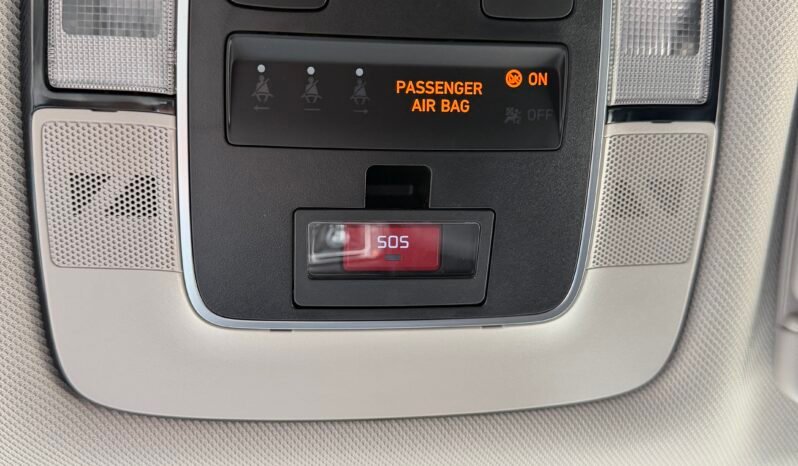 PASSENGER
AIR BAG
ON
OFF
SOS